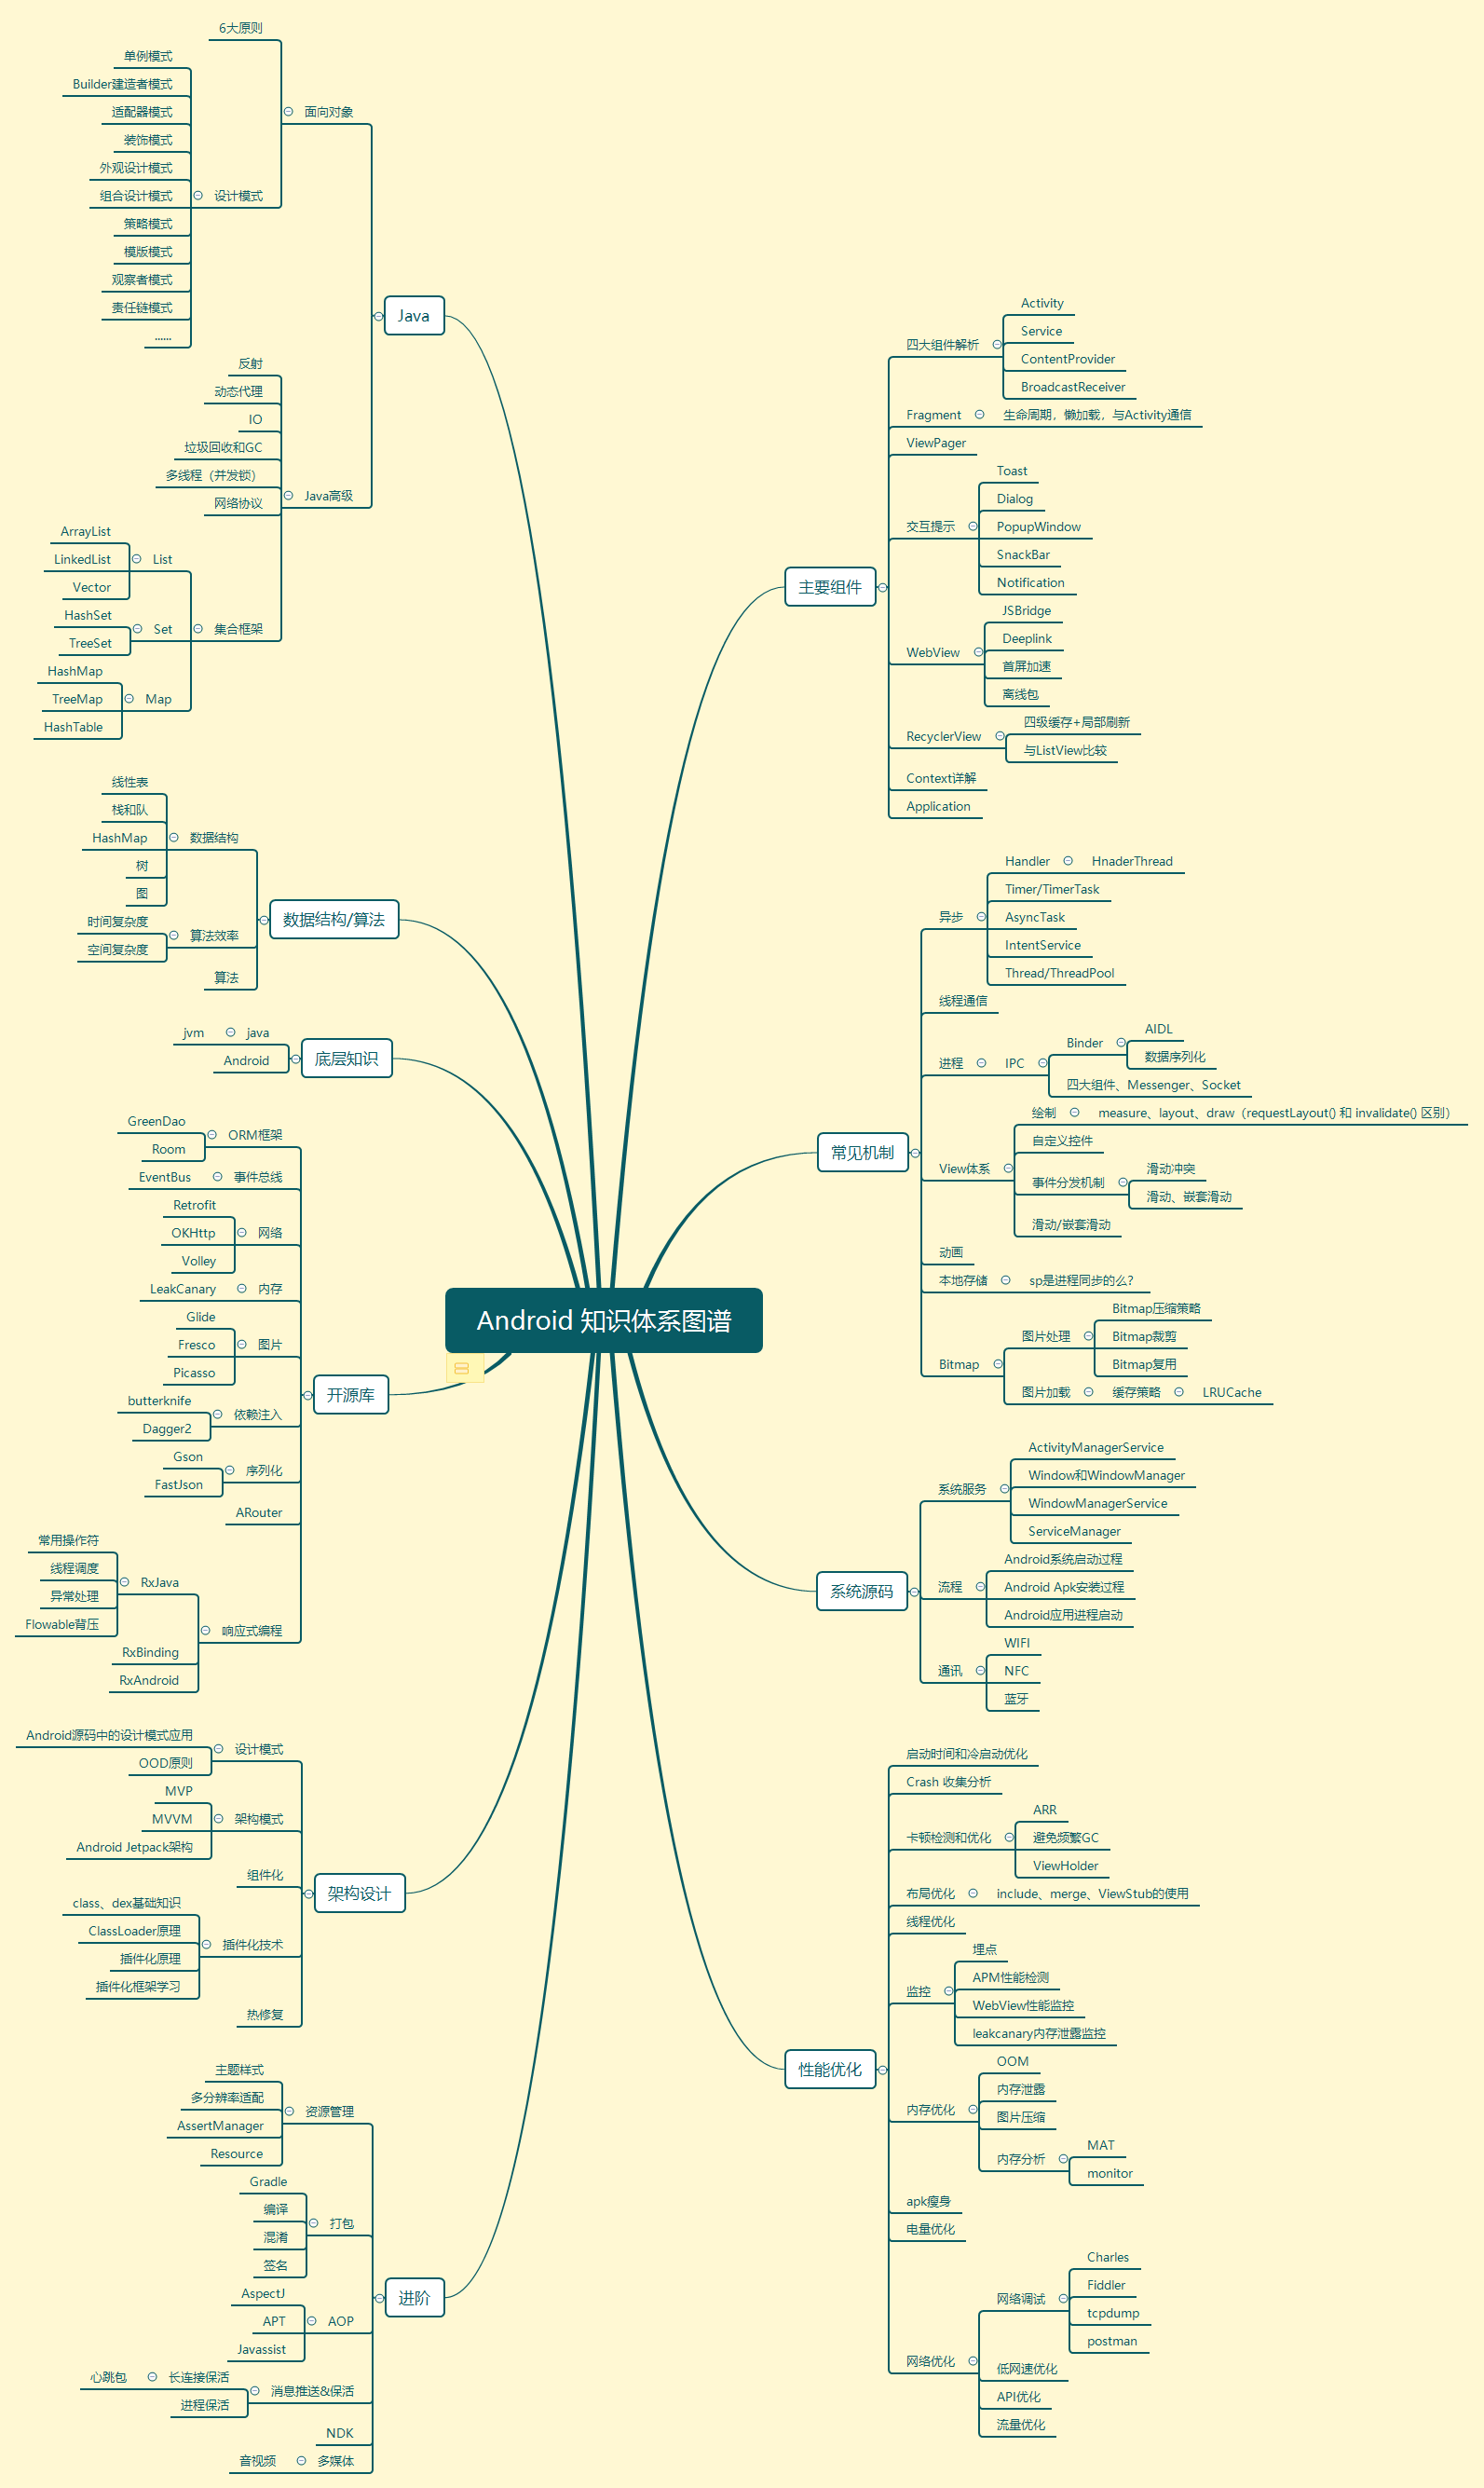 Android 知识体系图谱
Java
面向对象
6大原则
设计模式
单例模式
Builder建造者模式
适配器模式
装饰模式
外观设计模式
组合设计模式
策略模式
模版模式
观察者模式
责任链模式
......
Java高级
反射
动态代理
IO
垃圾回收和GC
多线程（并发锁）
网络协议
集合框架
List
ArrayList
LinkedList
Vector
Set
HashSet
TreeSet
Map
HashMap
TreeMap
HashTable
数据结构/算法
数据结构
线性表
栈和队
HashMap
树
图
算法效率
时间复杂度
空间复杂度
算法
底层知识
java
jvm
Android
开源库
ORM框架
GreenDao
Room
事件总线
EventBus
网络
Retrofit
OKHttp
Volley
内存
LeakCanary
图片
Glide
Fresco
Picasso
依赖注入
butterknife
Dagger2
序列化
Gson
FastJson
ARouter
响应式编程
RxJava
常用操作符
线程调度
异常处理
Flowable背压
RxBinding
RxAndroid
架构设计
设计模式
Android源码中的设计模式应用
OOD原则
架构模式
MVP
MVVM
Android Jetpack架构
组件化
插件化技术
class、dex基础知识
ClassLoader原理
插件化原理
插件化框架学习
热修复
进阶
资源管理
主题样式
多分辨率适配
AssertManager
Resource
打包
Gradle
编译
混淆
签名
AOP
AspectJ
APT
Javassist
消息推送&保活
长连接保活
心跳包
进程保活
NDK
多媒体
音视频
主要组件
四大组件解析
Activity
Service
ContentProvider
BroadcastReceiver
Fragment
生命周期，懒加载，与Activity通信
ViewPager
交互提示
Toast
Dialog
PopupWindow
SnackBar
Notification
WebView
JSBridge
Deeplink
首屏加速
离线包
RecyclerView
四级缓存+局部刷新
与ListView比较
Context详解
Application
常见机制
异步
Handler
HnaderThread
Timer/TimerTask
AsyncTask
IntentService
Thread/ThreadPool
线程通信
进程
IPC
Binder
AIDL
数据序列化
四大组件、Messenger、Socket
View体系
绘制
measure、layout、draw（requestLayout() 和 invalidate() 区别）
自定义控件
事件分发机制
滑动冲突
滑动、嵌套滑动
滑动/嵌套滑动
动画
本地存储
sp是进程同步的么？
Bitmap
图片处理
Bitmap压缩策略
Bitmap裁剪
Bitmap复用
图片加载
缓存策略
LRUCache
系统源码
系统服务
ActivityManagerService
Window和WindowManager
WindowManagerService
ServiceManager
流程
Android系统启动过程
Android Apk安装过程
Android应用进程启动
通讯
WIFI
NFC
蓝牙
性能优化
启动时间和冷启动优化
Crash 收集分析
卡顿检测和优化
ARR
避免频繁GC
ViewHolder
布局优化
include、merge、ViewStub的使用
线程优化
监控
埋点
APM性能检测
WebView性能监控
leakcanary内存泄露监控
内存优化
OOM
内存泄露
图片压缩
内存分析
MAT
monitor
apk瘦身
电量优化
网络优化
网络调试
Charles
Fiddler
tcpdump
postman
低网速优化
API优化
流量优化